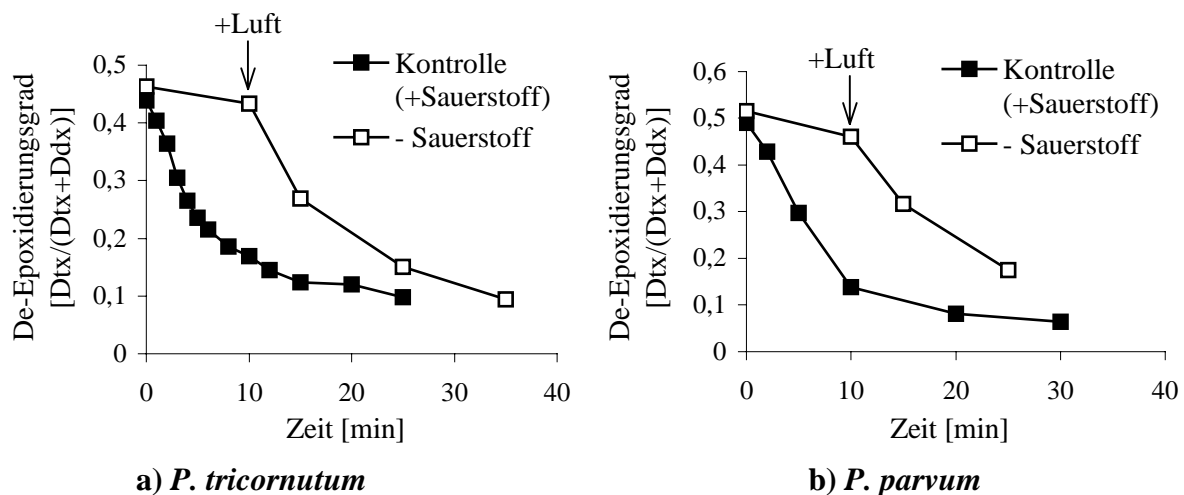 +Luft
0,5
0,4
0,3
0,2
0,1
0
0 10 20 30 40
De-Epoxidierungsgrad
[Dtx/(Dtx+Ddx)]
Zeit [min]
Kontrolle
(+Sauerstoff)
- Sauerstoff
a) P. tricornutum
+Luft
0,6
0,5
0,4
0,3
0,2
0,1
0
0 10 20 30 40
De-Epoxidierungsgrad
[Dtx/(Dtx+Ddx)]
Zeit [min]
Kontrolle
(+Sauerstoff)
- Sauerstoff
b) P. parvum